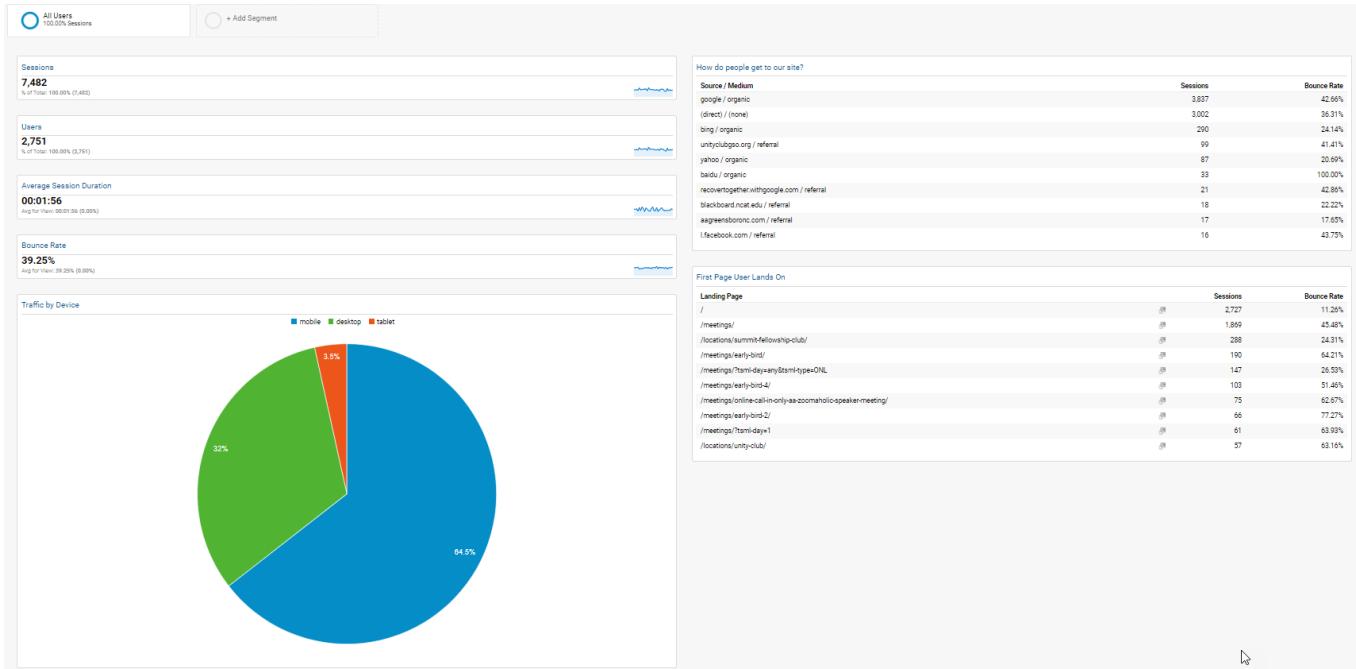 All Users
100.00% Sessions
+ Add Segment
Sessions
7,482
% of Total: 100.00% (7,482)
Users
2,751
% of Total: 100.00% (2,751)
Average Session Duration
00:01:56
Avg for View: 00:01:56 (0.00%)
Bounce Rate
39.25%
Avg for View: 39.25% (0.00%)
Traffic by Device
mobile desktop tablet
3.5%
32%
64.5%
How do people get to our site?
Source / Medium Sessions Bounce Rate
google / organic 3,837 42.66%
(direct) / (none) 3,002 36.31%
bing / organic 290 24.14%
unityclubgso.org / referral 99 41.41%
yahoo / organic 87 20.69%
baidu / organic 33 100.00%
recovertogether.withgoogle.com / referral 21 42.86%
blackboard.ncat.edu / referral 18 22.22%
aagreensboronc.com / referral 17 17.65%
l.facebook.com / referral 16 43.75%
First Page User Lands On
Landing Page Sessions Bounce Rate
/ 2,727 11.26%
/meetings/ 1,869 45.48%
/locations/summit-fellowship-club/ 288 24.31%
/meetings/early-bird/ 190 64.21%
/meetings/?tsml-day=any&tsml-type=ONL 147 26.53%
/meetings/early-bird-4/ 103 51.46%
/meetings/online-call-in-only-aa-zoomaholic-speaker-meeting/ 75 62.67%
/meetings/early-bird-2/ 66 77.27%
/meetings/?tsml-day=1 61 63.93%
/locations/unity-club/ 57 63.16%